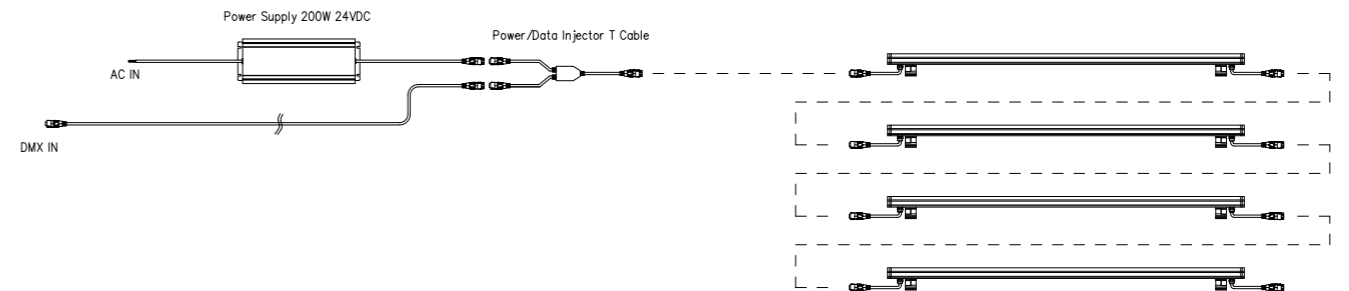 Power Supply 200W 24VDC
Power/Data Injector T Cable
AC IN
DMX IN